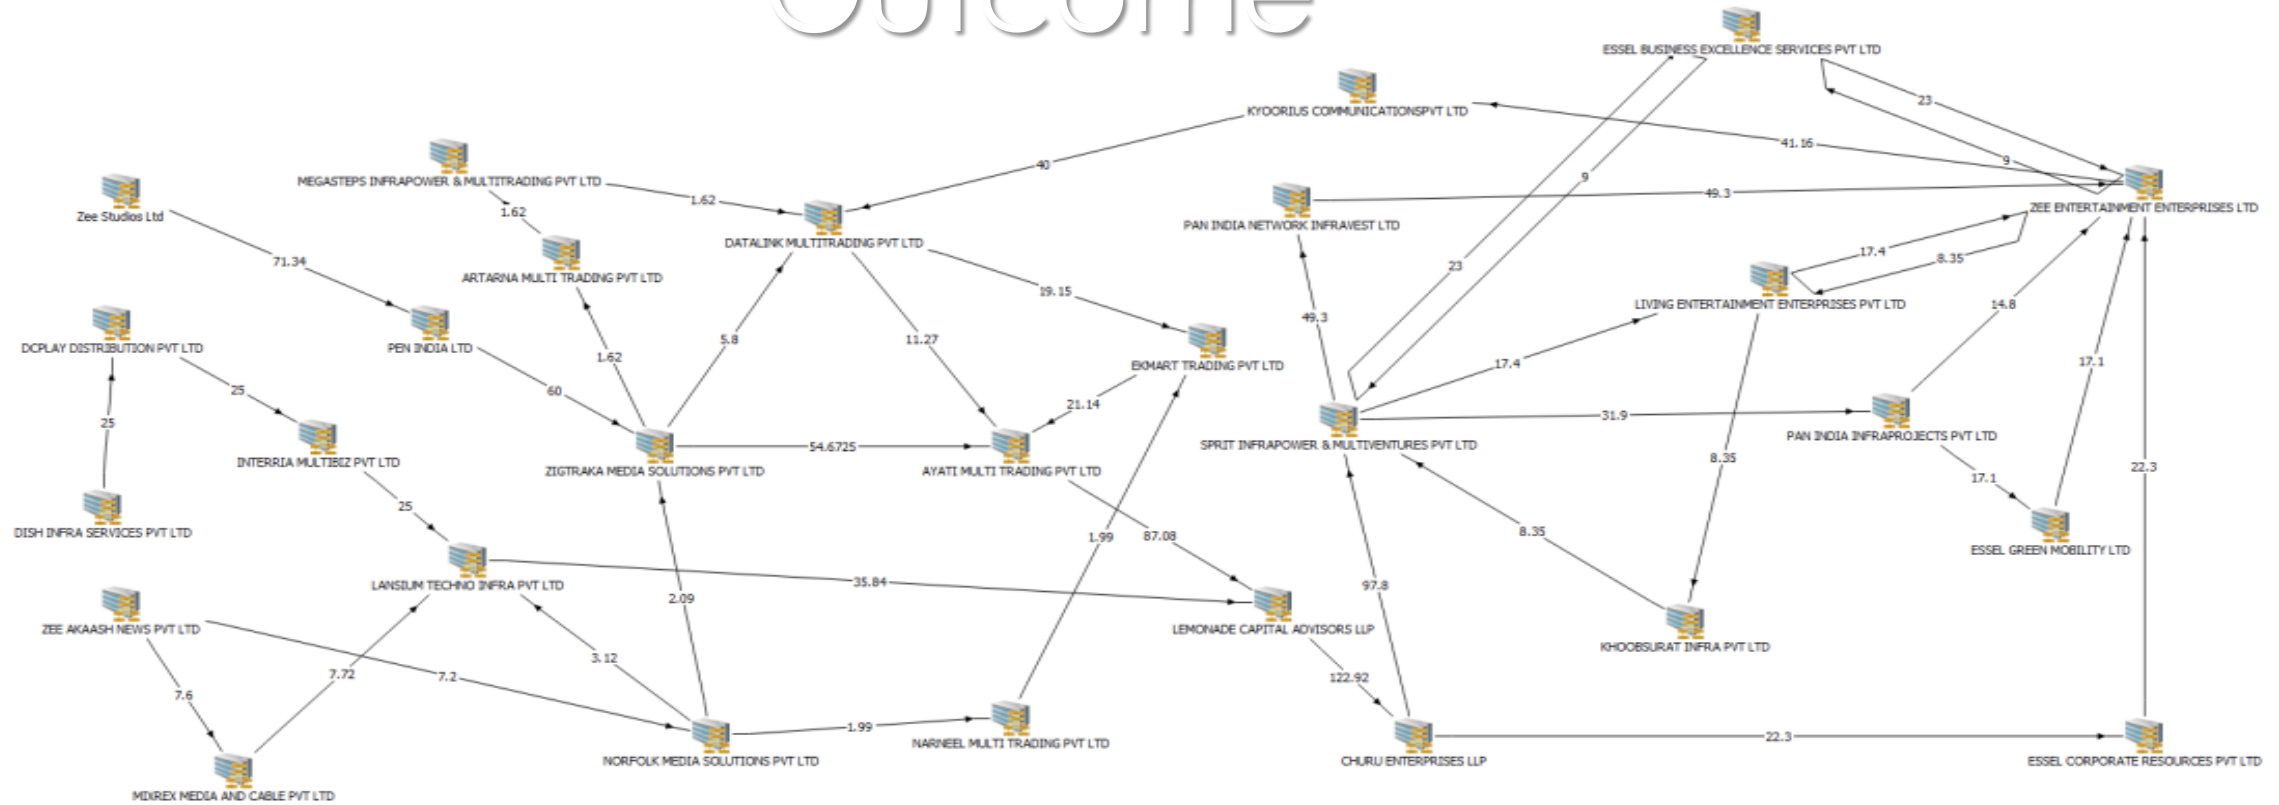 Outcome
ESSEL BUSINESS EXCELLENCE SERVICES PVT LTD
KYOORIUS COMMUNICATIONSPVT LTD
23
41.16
9
40
9
MEGASTEPS INFRAPOWER & MULTITRADING PVT LTD
1.62
1.62
Zee Studios Ltd
49.3
ZEE ENTERTAINMENT ENTERPRISES LTD
PAN INDIA NETWORK INFRAVEST LTD
DATALINK MULTITRADING PVT LTD
71.34
ARTARNA MULTI TRADING PVT LTD
23
17.4
8.35
19.15
LIVING ENTERTAINMENT ENTERPRISES PVT LTD
14.8
49.3
DCPLAY DISTRIBUTION PVT LTD
PEN INDIA LTD
1.62
5.8
11.27
EKMART TRADING PVT LTD
17.4
17.1
25
60
21.14
31.9
25
54.6725
PAN INDIA INFRAPROJECTS PVT LTD
SPRIT INFRAPOWER & MULTIVENTURES PVT LTD
INTERRIA MULTIBIZ PVT LTD
ZIGTRAKA MEDIA SOLUTIONS PVT LTD
AYATI MULTI TRADING PVT LTD
8.35
22.3
17.1
25
DISH INFRA SERVICES PVT LTD
1.99
87.08
8.35
ESSEL GREEN MOBILITY LTD
LANSIUM TECHNO INFRA PVT LTD
35.84
97.8
2.09
ZEE AKAASH NEWS PVT LTD
LEMONADE CAPITAL ADVISORS LLP
KHOOBSURAT INFRA PVT LTD
3.12
7.72
7.2
122.92
7.6
1.99
22.3
NARNEEL MULTI TRADING PVT LTD
NORFOLK MEDIA SOLUTIONS PVT LTD
CHURU ENTERPRISES LLP
ESSEL CORPORATE RESOURCES PVT LTD
MIXREX MEDIA AND CABLE PVT LTD